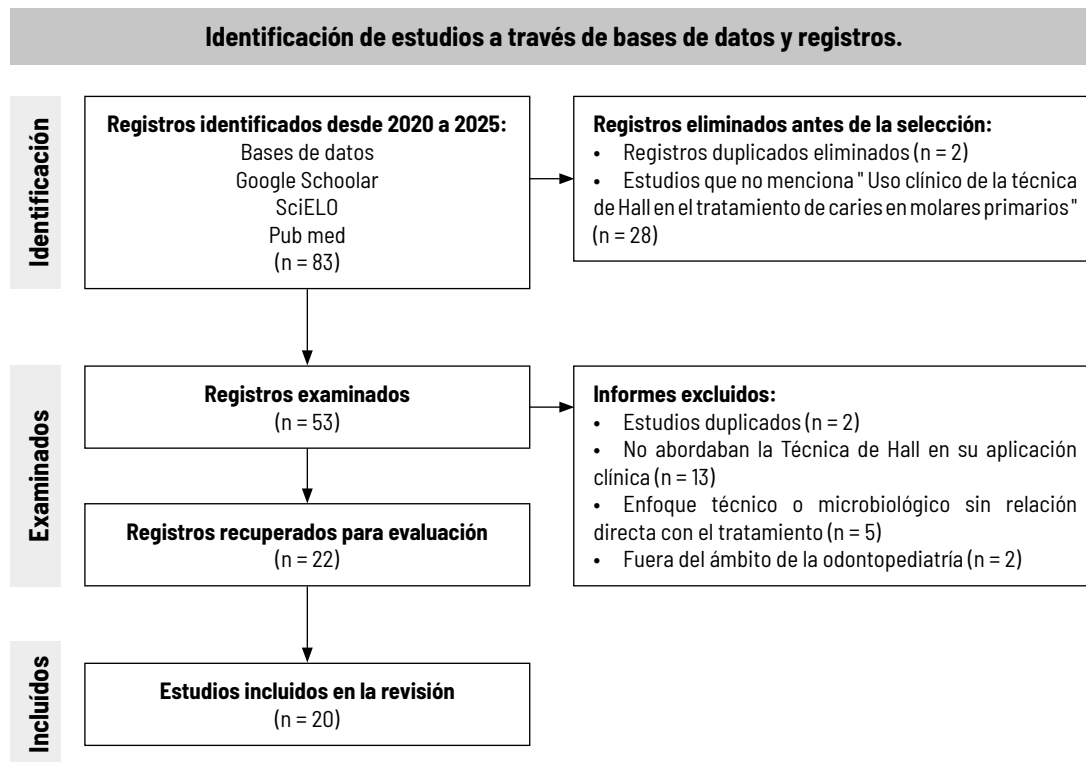 Identificación de estudios a través de bases de datos y registros.
Identificación
Registros identificados desde 2020 a 2025:
Bases de datos
Google Schoolar
SciELO
Pub med
(n = 83)
Registros eliminados antes de la selección:
• Registros duplicados eliminados (n = 2)
• Estudios que no menciona " Uso clínico de la técnica
de Hall en el tratamiento de caries en molares primarios "
(n = 28)
Examinados
Registros examinados
(n = 53)
Informes excluidos:
• Estudios duplicados (n = 2)
• No abordaban la Técnica de Hall en su aplicación
clínica (n = 13)
• Enfoque técnico o microbiológico sin relación
directa con el tratamiento (n = 5)
• Fuera del ámbito de la odontopediatría (n = 2)
Registros recuperados para evaluación
(n = 22)
Incluídos
Estudios incluidos en la revisión
(n = 20)